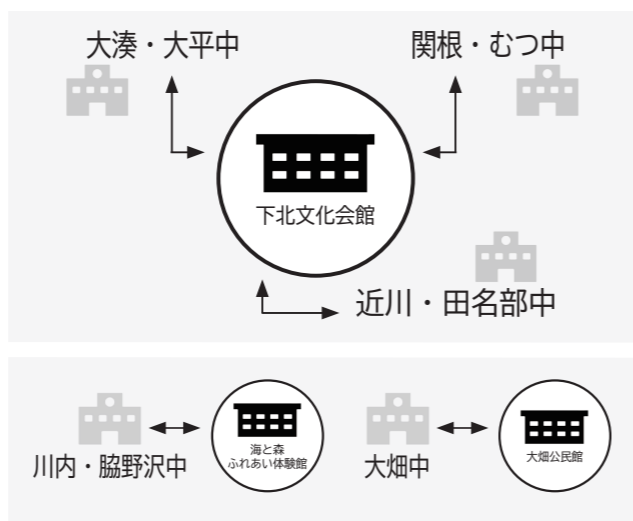 大湊・大平中
関根・むつ中
下北文化会館
近川・田名部中
海と森
ふれあい体験館
川内・脇野沢中
大畑公民館
大畑中